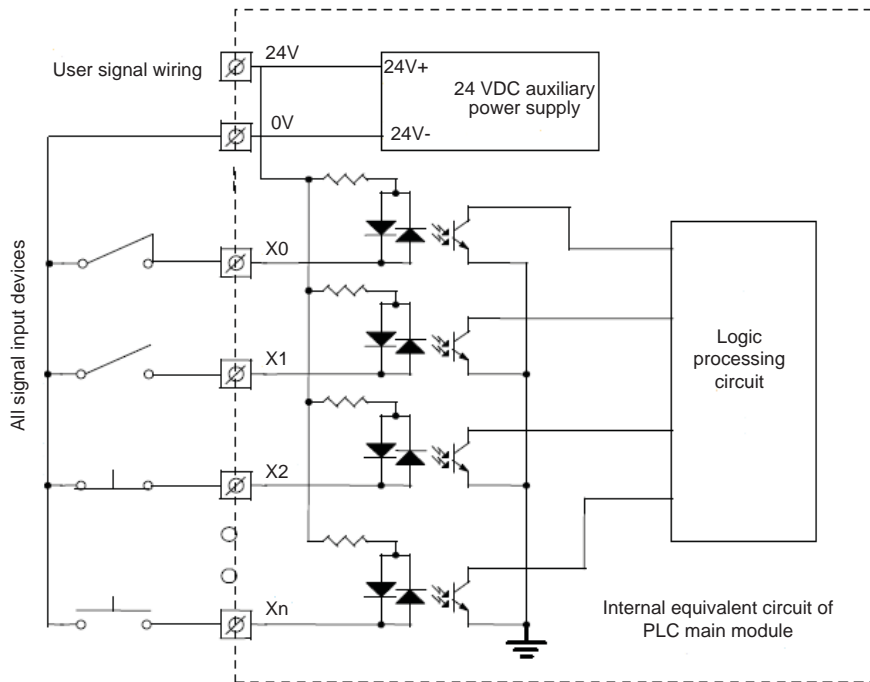 24V
User signal wiring
24V+
24 VDC auxiliary
power supply
0V
24V-
X0
All signal input devices
X1
Logic
processing
circuit
X2
Xn
Internal equivalent circuit of
PLC main module